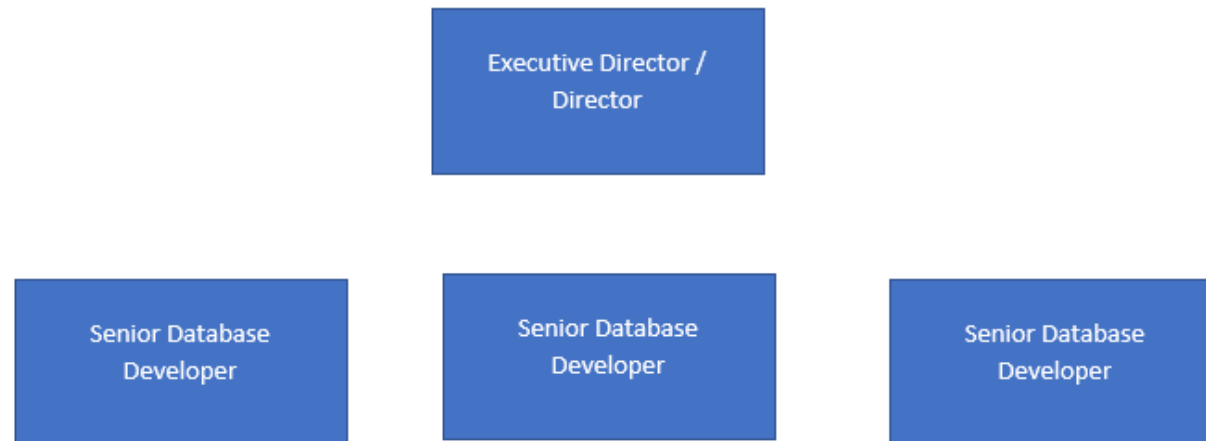 Executive Director /
Director
Senior Database
Developer
Senior Database
Developer
Senior Database
Developer